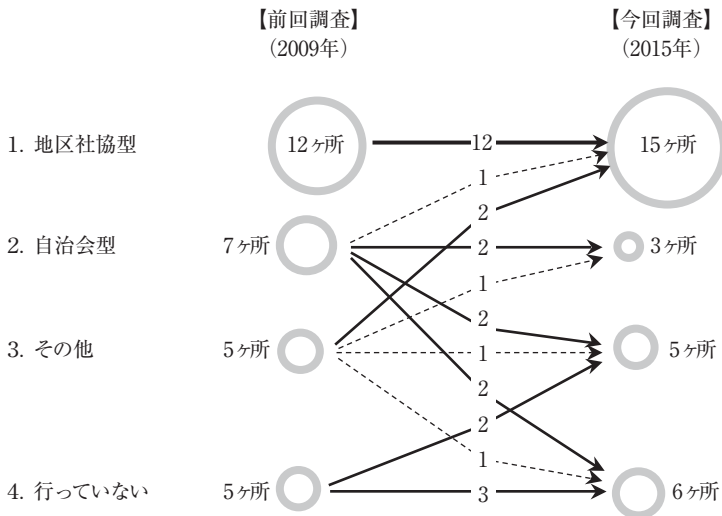 【前回調査】 【今回調査】
(2009年) (2015年)
1. 地区社協型 12ヶ所 12 15ヶ所
1
2
2. 自治会型 7ヶ所 2 3ヶ所
1
2
3. その他 5ヶ所 1 5ヶ所
2
2
1
4. 行っていない 5ヶ所 3 6ヶ所